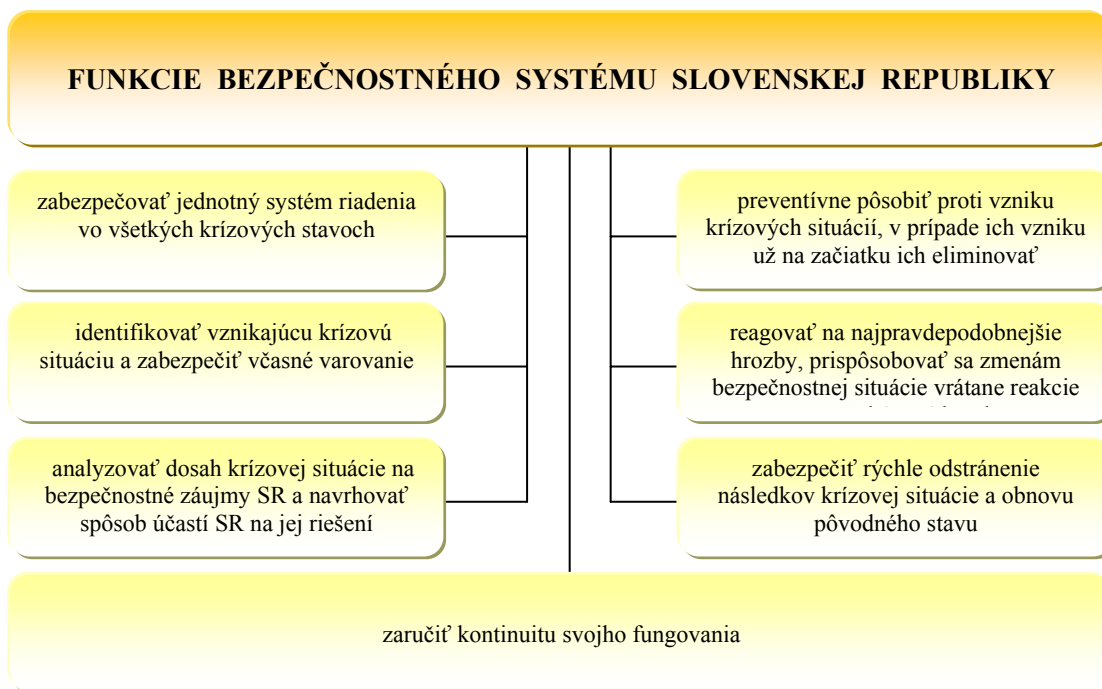 FUNKCIE BEZPEČNOSTNÉHO SYSTÉMU SLOVENSKEJ REPUBLIKY
zabezpečovať jednotný systém riadenia
vo všetkých krízových stavoch
identifikovať vznikajúcu krízovú
situáciu a zabezpečiť včasné varovanie
analyzovať dosah krízovej situácie na
bezpečnostné záujmy SR a navrhovať
spôsob účastí SR na jej riešení
preventívne pôsobiť proti vzniku
krízových situácií, v prípade ich vzniku
už na začiatku ich eliminovať
reagovať na najpravdepodobnejšie
hrozby, prispôsobovať sa zmenám
bezpečnostnej situácie vrátane reakcie
zabezpečiť rýchle odstránenie
následkov krízovej situácie a obnovu
pôvodného stavu
zaručiť kontinuitu svojho fungovania